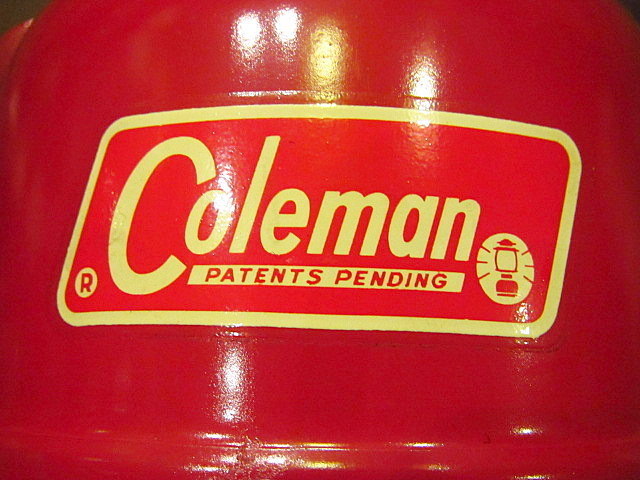 Coleman
PATENTS PENDING
®